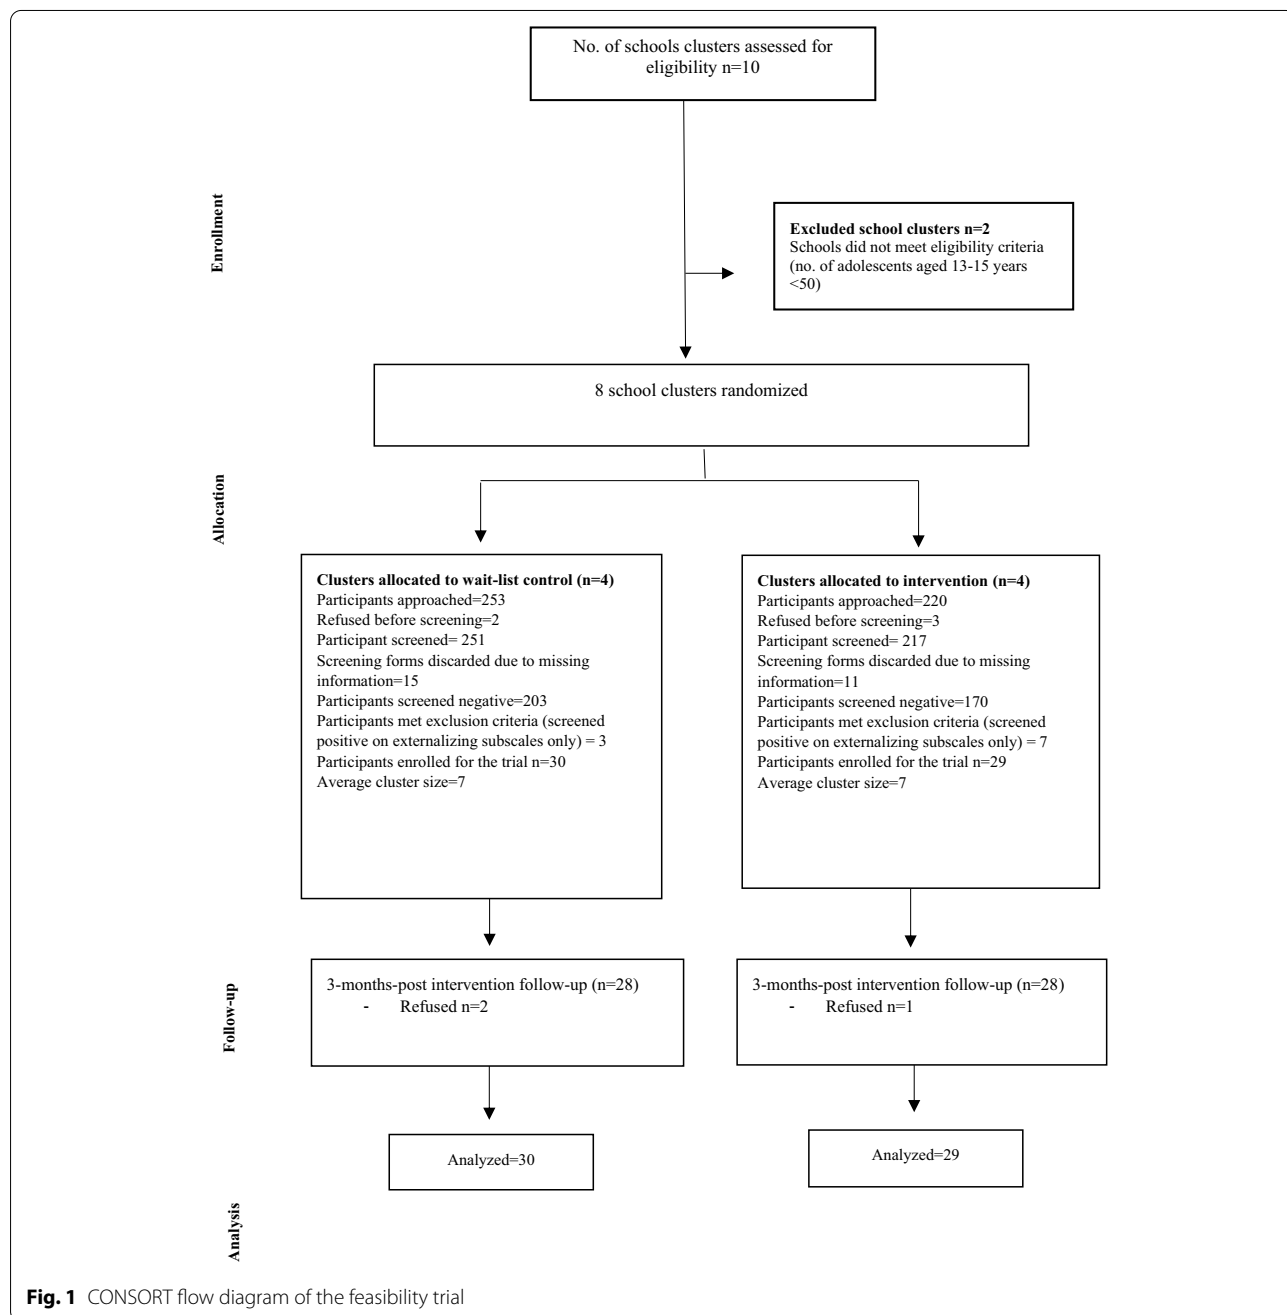 No. of schools clusters assessed for
eligibility n=10
Enrollment
Excluded school clusters n=2
Schools did not meet eligibility criteria
(no. of adolescents aged 13-15 years
<50)
8 school clusters randomized
Allocation
Clusters allocated to wait-list control (n=4)
Participants approached=253
Refused before screening=2
Participant screened= 251
Screening forms discarded due to missing
information=15
Participants screened negative=203
Participants met exclusion criteria (screened
positive on externalizing subscales only) = 3
Participants enrolled for the trial n=30
Average cluster size=7
Clusters allocated to intervention (n=4)
Participants approached=220
Refused before screening=3
Participant screened= 217
Screening forms discarded due to missing
information=11
Participants screened negative=170
Participants met exclusion criteria (screened
positive on externalizing subscales only) = 7
Participants enrolled for the trial n=29
Average cluster size=7
Follow-up
3-months-post intervention follow-up (n=28)
- Refused n=2
3-months-post intervention follow-up (n=28)
- Refused n=1
Analyzed=30
Analyzed=29
Analysis
Fig. 1 CONSORT flow diagram of the feasibility trial